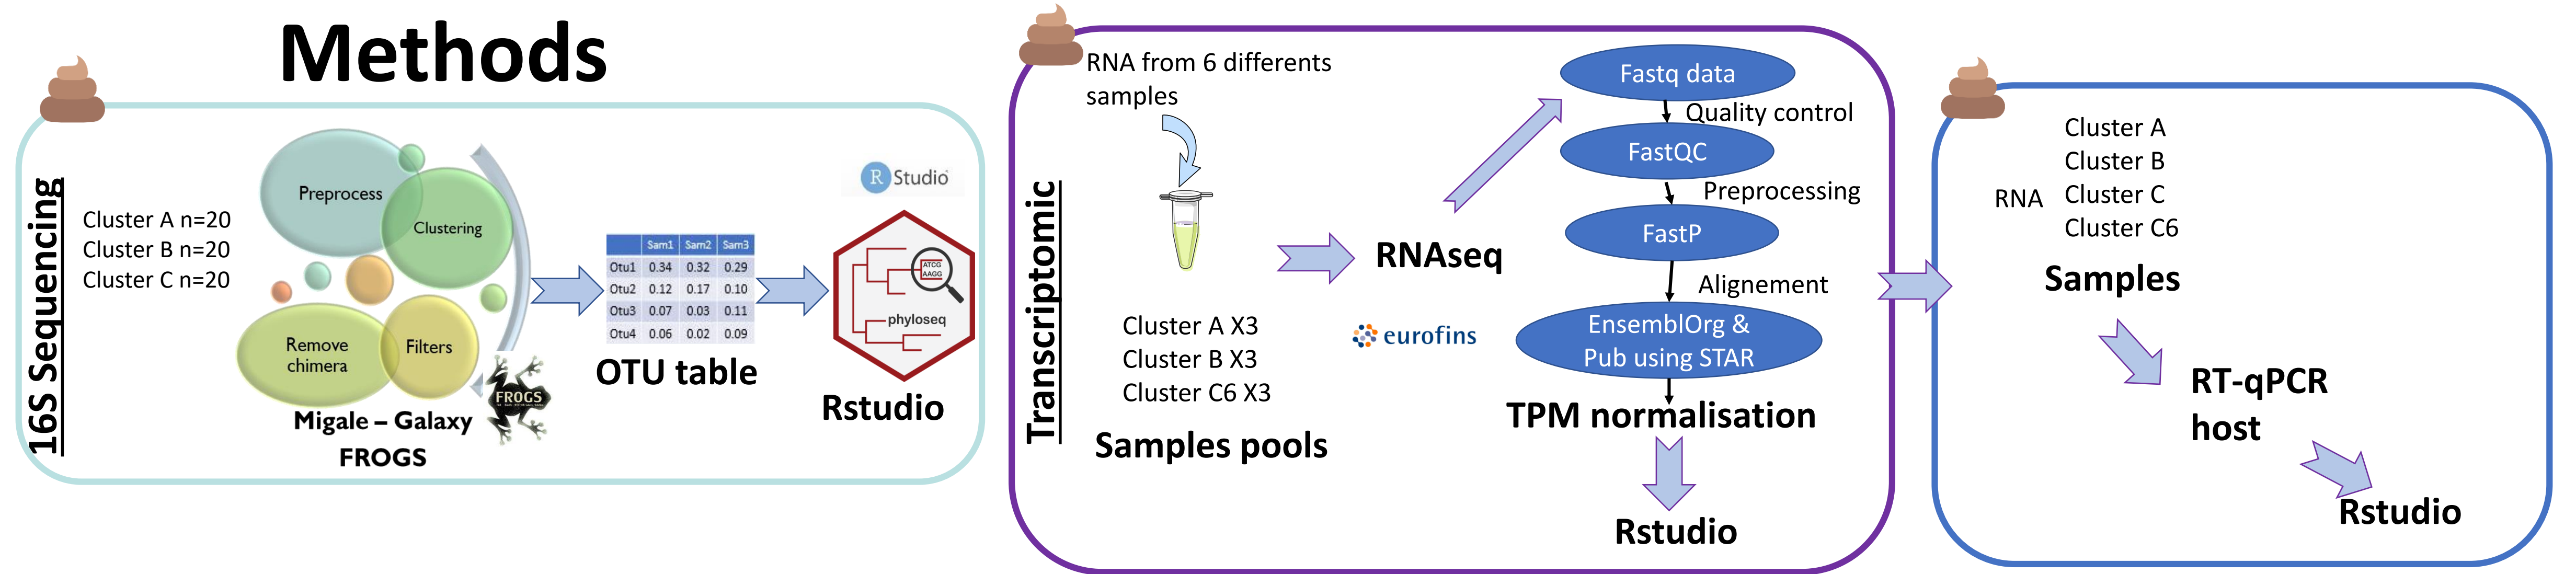 Methods
16S Sequencing
Cluster A n=20
Cluster B n=20
Cluster C n=20
Preprocess
Clustering
Remove
chimera
Filters
FROGS
Migale – Galaxy
FROGS
Sam1 Sam2 Sam3
Otu1 0.34 0.32 0.29
Otu2 0.12 0.17 0.10
Otu3 0.07 0.03 0.11
Otu4 0.06 0.02 0.09
OTU table
R Studio
ATCG
AAGG
phyloseq
Rstudio
Transcriptomic
RNA from 6 differents
samples
Cluster A X3
Cluster B X3
Cluster C6 X3
Samples pools
RNAseq
eurofins
Fastq data
Quality control
FastQC
Preprocessing
FastP
Alignement
EnsemblOrg &
Pub using STAR
TPM normalisation
Rstudio
RNA
Cluster A
Cluster B
Cluster C
Cluster C6
Samples
RT-qPCR
host
Rstudio